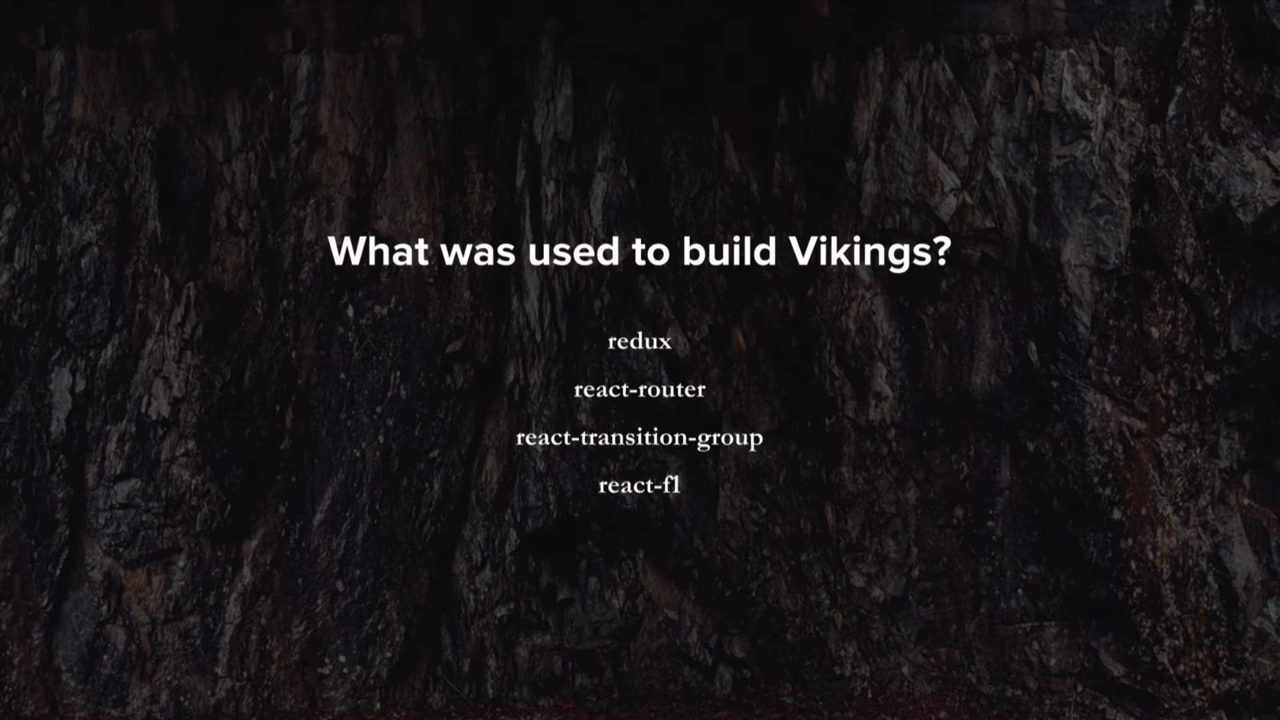 What was used to build Vikings?
redux
react-router
react-transition-group
react-f1